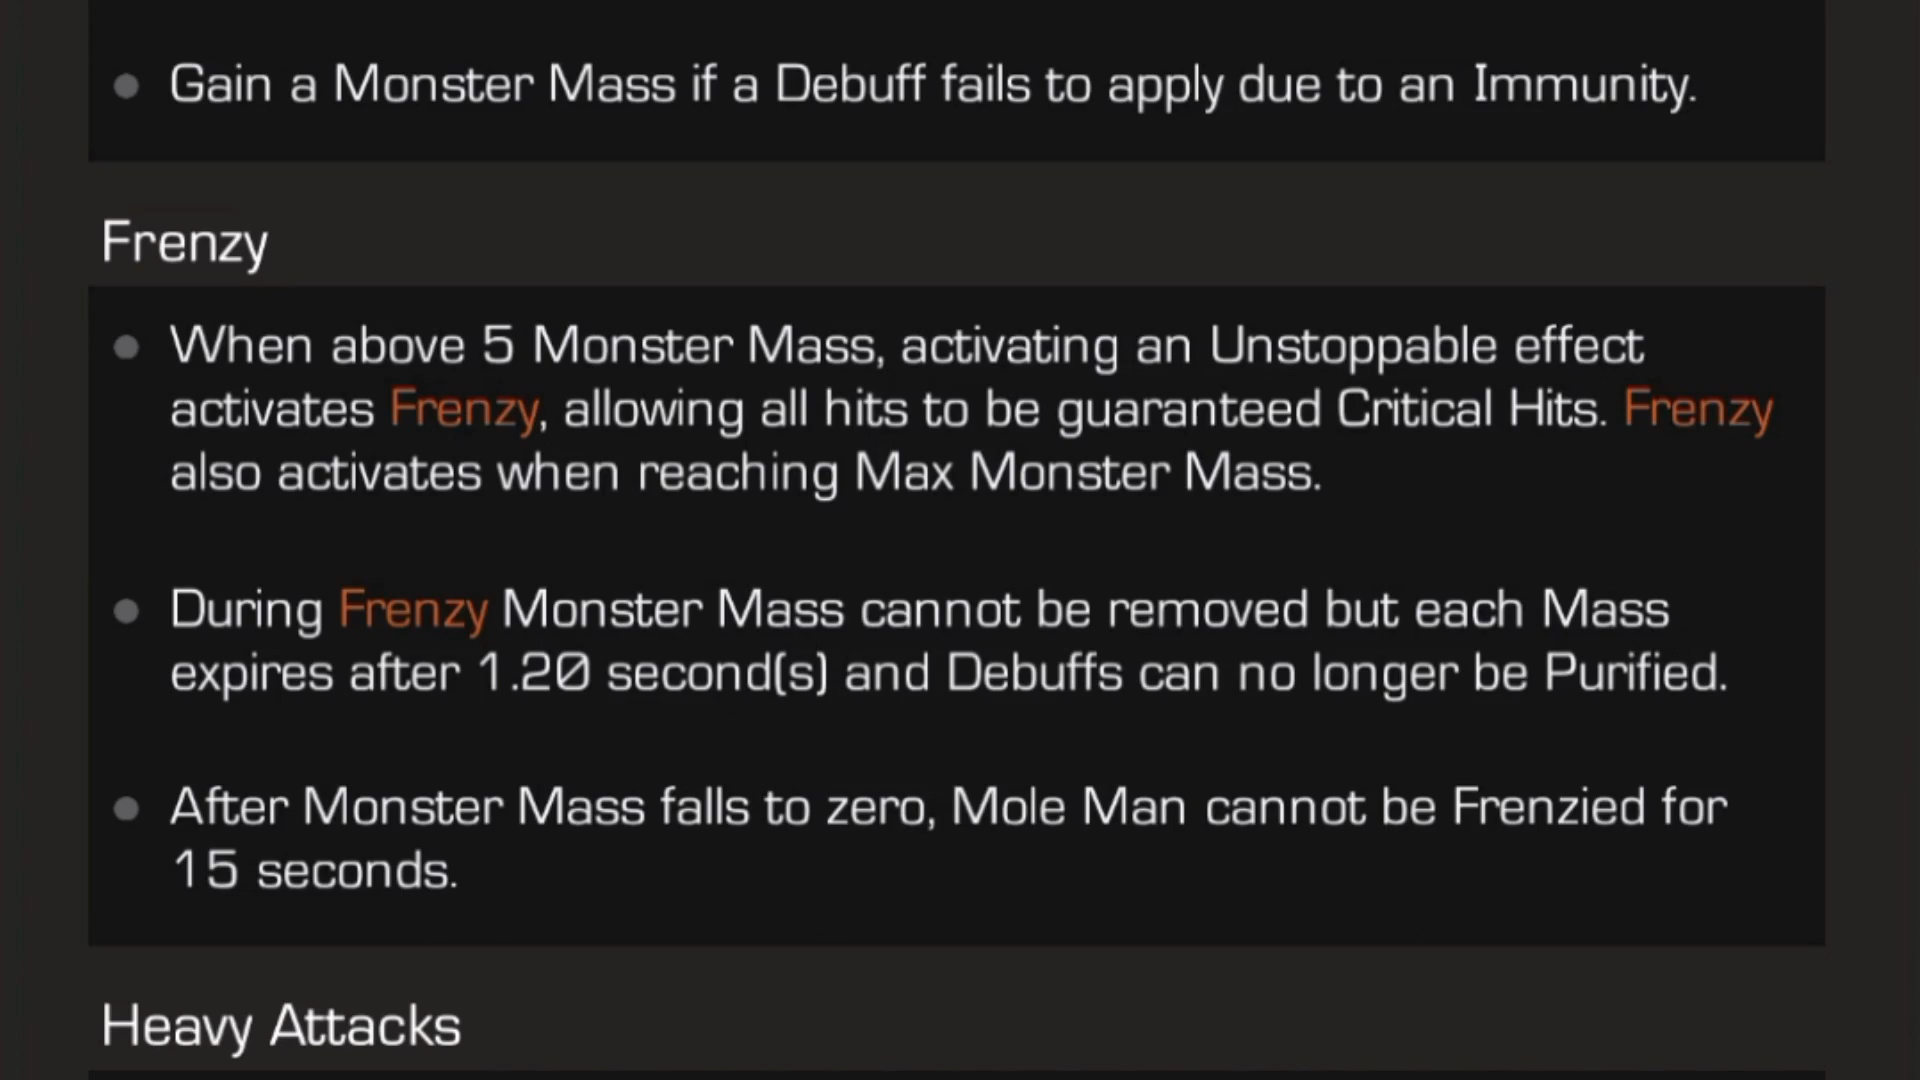 Gain a Monster Mass if a Debuff fails to apply due to an Immunity.
Frenzy
When above 5 Monster Mass, activating an Unstoppable effect
activates Frenzy, allowing all hits to be guaranteed Critical Hits. Frenzy
also activates when reaching Max Monster Mass.
During Frenzy Monster Mass cannot be removed but each Mass
expires after 1.20 second(s) and Debuffs can no longer be Purified.
After Monster Mass falls to zero, Mole Man cannot be Frenzied for
15 seconds.
Heavy Attacks